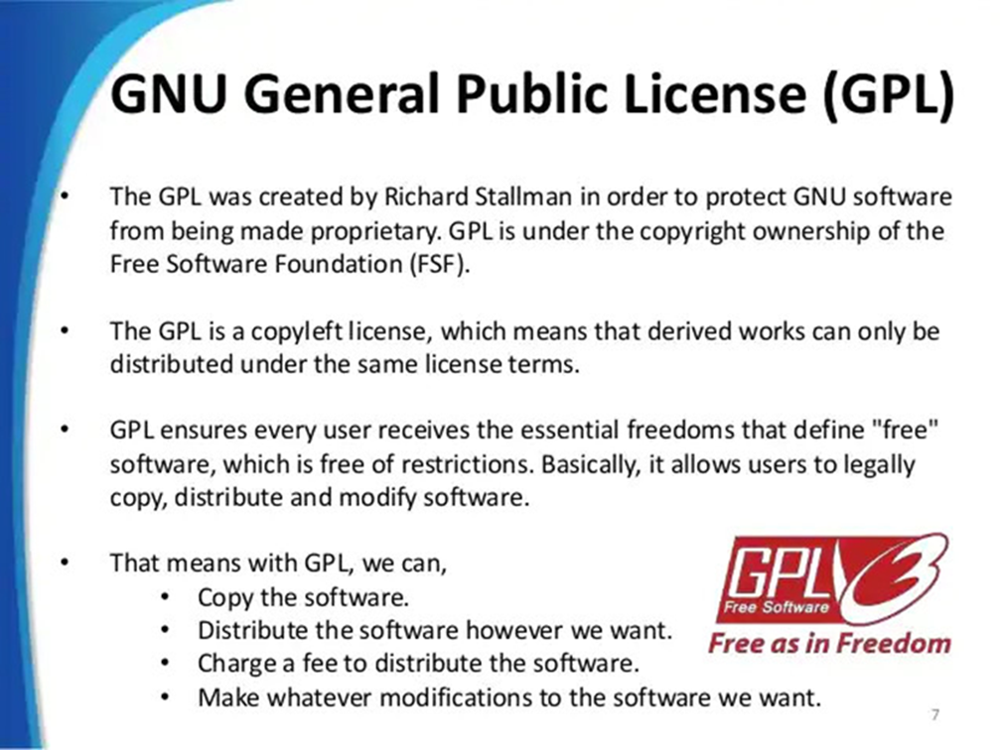 GNU General Public License (GPL)
• The GPL was created by Richard Stallman in order to protect GNU software
from being made proprietary. GPL is under the copyright ownership of the
Free Software Foundation (FSF).
• The GPL is a copyleft license, which means that derived works can only be
distributed under the same license terms.
• GPL ensures every user receives the essential freedoms that define "free"
software, which is free of restrictions. Basically, it allows users to legally
copy, distribute and modify software.
• That means with GPL, we can,
• Copy the software.
• Distribute the software however we want.
• Charge a fee to distribute the software.
• Make whatever modifications to the software we want.
GPLv3
Free Software
Free as in Freedom
7